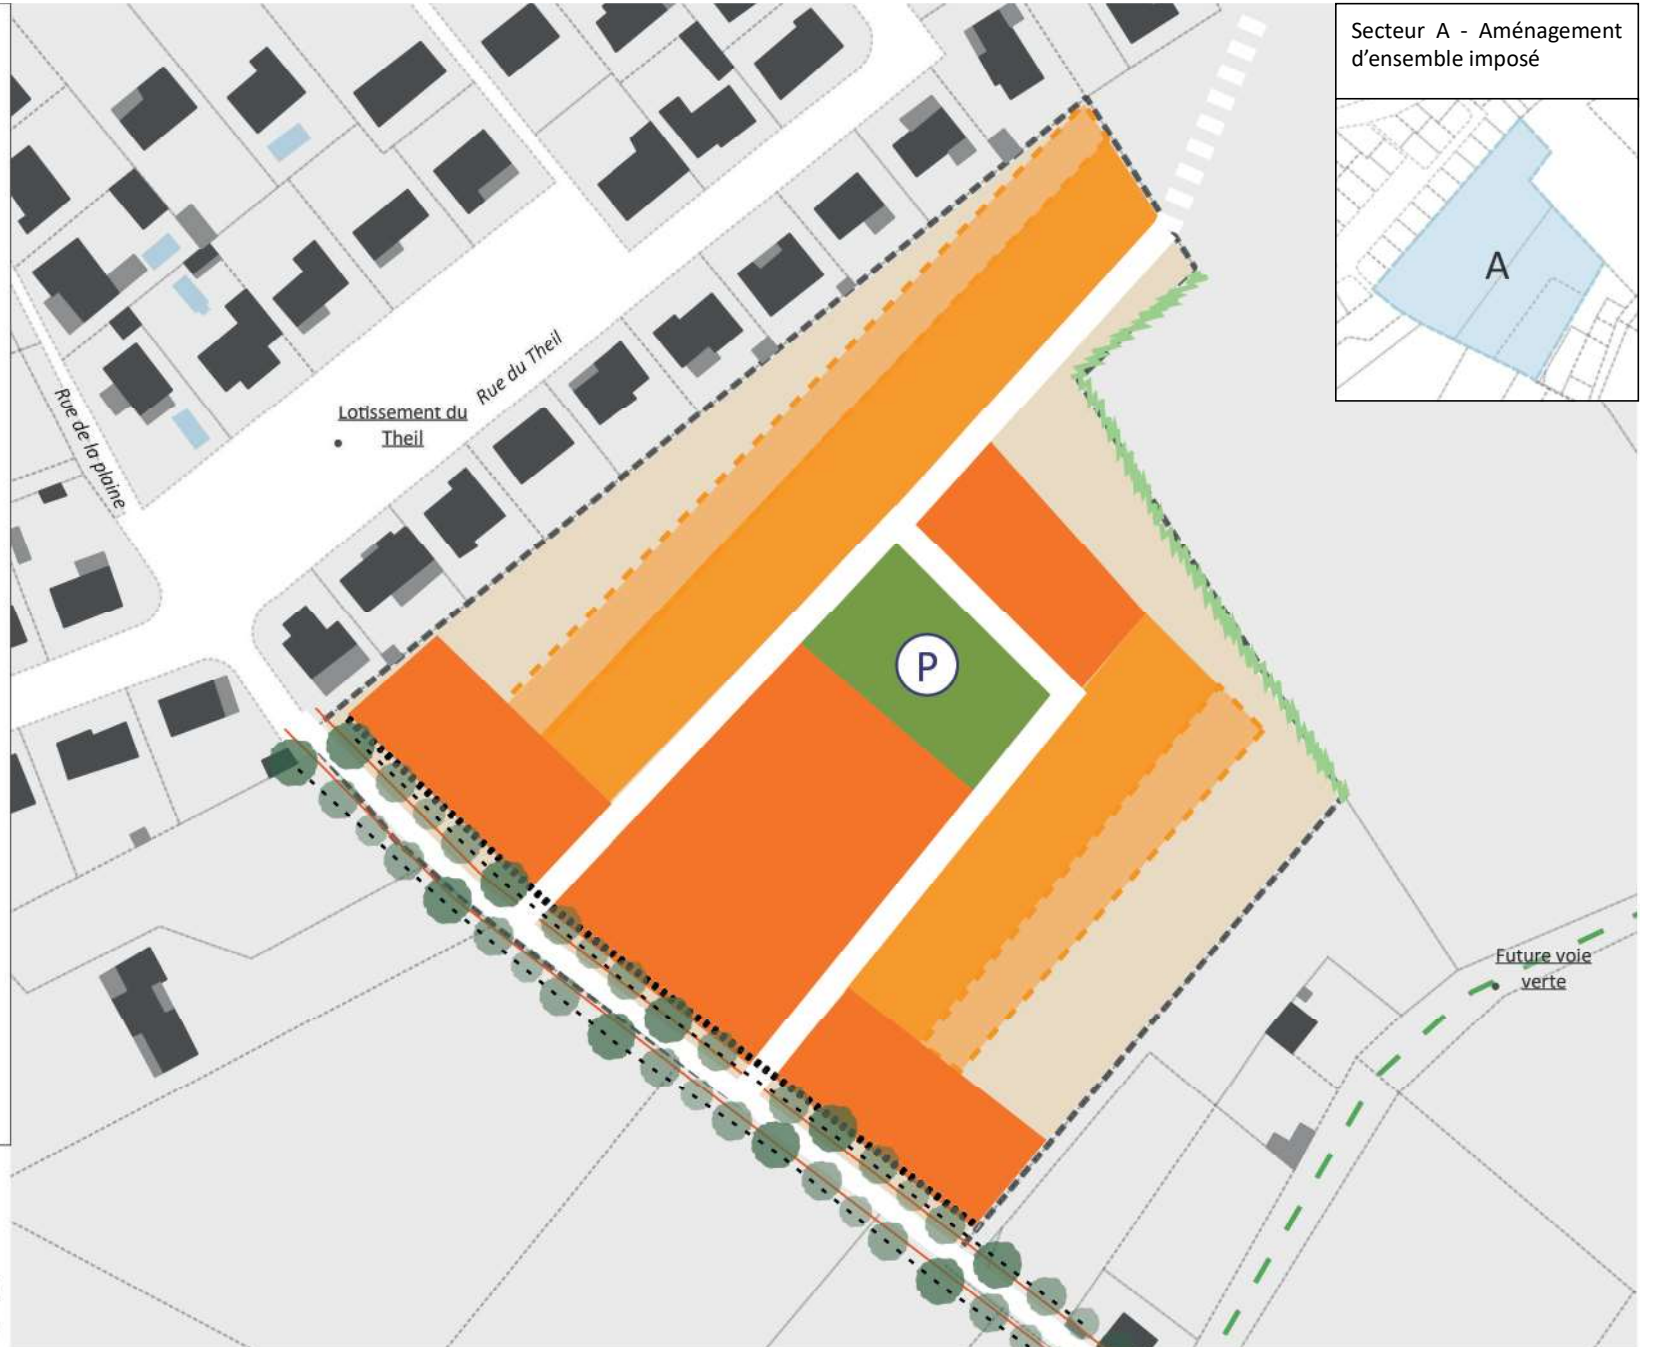 Secteur A - Aménagement
d'ensemble imposé
A
Rue du Theil
Rue de la plaine
Lotissement du
Theil
P
Future voie
verte